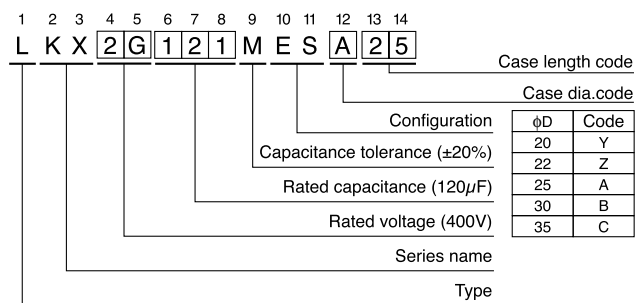 1 2 3 4 5 6 7 8 9 10 11 12 13 14
L K X 2 G 1 2 1 M E S A 2 5
Case length code
Case dia.code
Configuration
Capacitance tolerance (±20%)
Rated capacitance (120µF)
Rated voltage (400V)
Series name
Type
ϕD Code
20 Y
22 Z
25 A
30 B
35 C